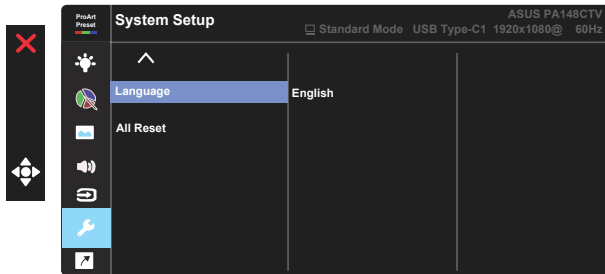 ProArt
Preset
System Setup
ASUS PA148CTV
Standard Mode USB Type-C1 1920x1080@ 60Hz
Language
English
All Reset